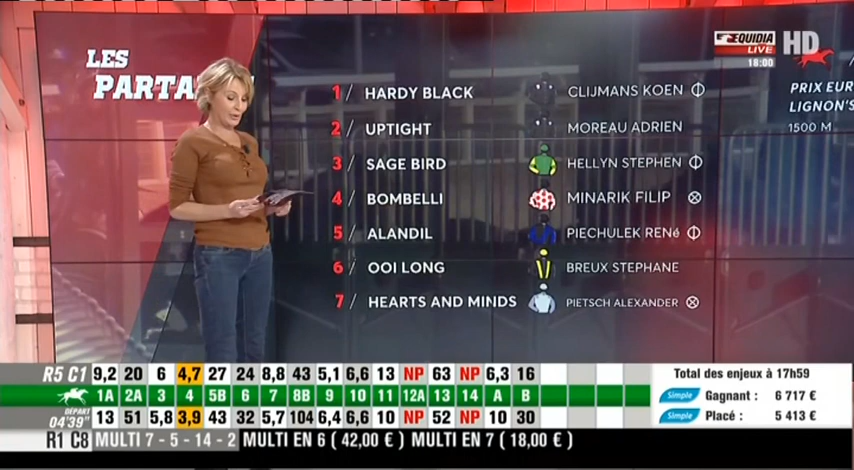 LES
PARTA
EQUIDIA
LIVE
HD
18:00
PRIX EUR
LIGNON'S
1500 M
1/ HARDY BLACK CLIJMANS KOEN
2/ UPTIGHT MOREAU ADRIEN
3/ SAGE BIRD HELLYN STEPHEN
4/ BOMBELLI MINARIK FILIP
5/ ALANDIL PIECHULEK RENé
6/ OOI LONG BREUX STEPHANE
7/ HEARTS AND MINDS PIETSCH ALEXANDER
R5 C1 9,2 20 6 4,7 27 24 8,8 43 5,1 6,6 13 NP 63 NP 6,3 16
1A 2A 3 4 5B 6 7 8B 9 10 11 12A 13 14 A B
DÉPART
04'39" 13 51 5,8 3,9 43 32 5,7 104 6,4 6,6 10 NP 52 NP 10 30
Total des enjeux à 17h59
Simple Gagnant : 6 717 €
Simple Placé : 5 413 €
R1 C8 MULTI 7 - 5 - 14 - 2 MULTI EN 6 ( 42,00 € ) MULTI EN 7 ( 18,00 € )